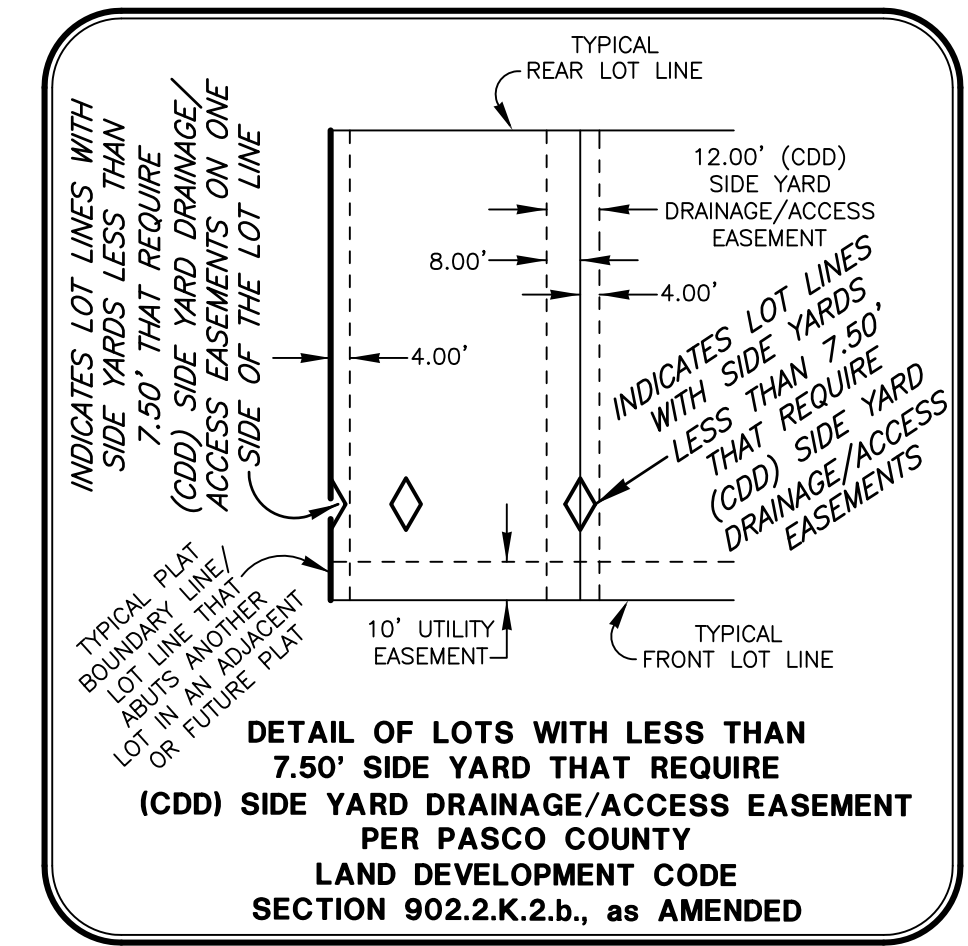 TYPICAL
REAR LOT LINE
INDICATES LOT LINES WITH
SIDE YARDS LESS THAN
7.50' THAT REQUIRE
(CDD) SIDE YARD DRAINAGE/
ACCESS EASEMENTS ON ONE
SIDE OF THE LOT LINE
12.00' (CDD)
SIDE YARD
DRAINAGE/ACCESS
EASEMENT
8.00'
4.00'
4.00'
INDICATES LOT LINES
WITH SIDE YARDS
LESS THAN 7.50'
THAT REQUIRE
(CDD) SIDE YARD
DRAINAGE/ACCESS
EASEMENTS
TYPICAL PLAT
BOUNDARY LINE/
LOT LINE THAT
ABUTS ANOTHER
LOT IN AN ADJACENT
OR FUTURE PLAT
10' UTILITY
EASEMENT
TYPICAL
FRONT LOT LINE
DETAIL OF LOTS WITH LESS THAN
7.50' SIDE YARD THAT REQUIRE
(CDD) SIDE YARD DRAINAGE/ACCESS EASEMENT
PER PASCO COUNTY
LAND DEVELOPMENT CODE
SECTION 902.2.K.2.b., as AMENDED